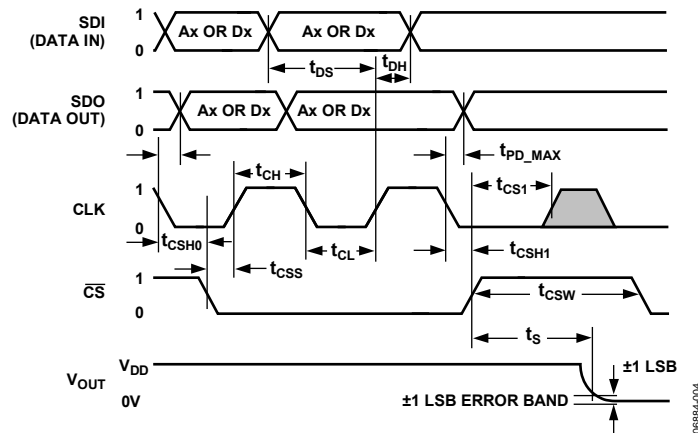 SDI
(DATA IN)
1
0
Ax OR Dx
Ax OR Dx
tDS
tDH
SDO
(DATA OUT)
1
0
Ax OR Dx
Ax OR Dx
tPD_MAX
tCH
tCS1
CLK
1
0
tCSH0
tCL
tCSH1
tCSS
CS
1
0
tCSW
tS
VOUT
VDD
0V
±1 LSB
±1 LSB ERROR BAND
06884-004